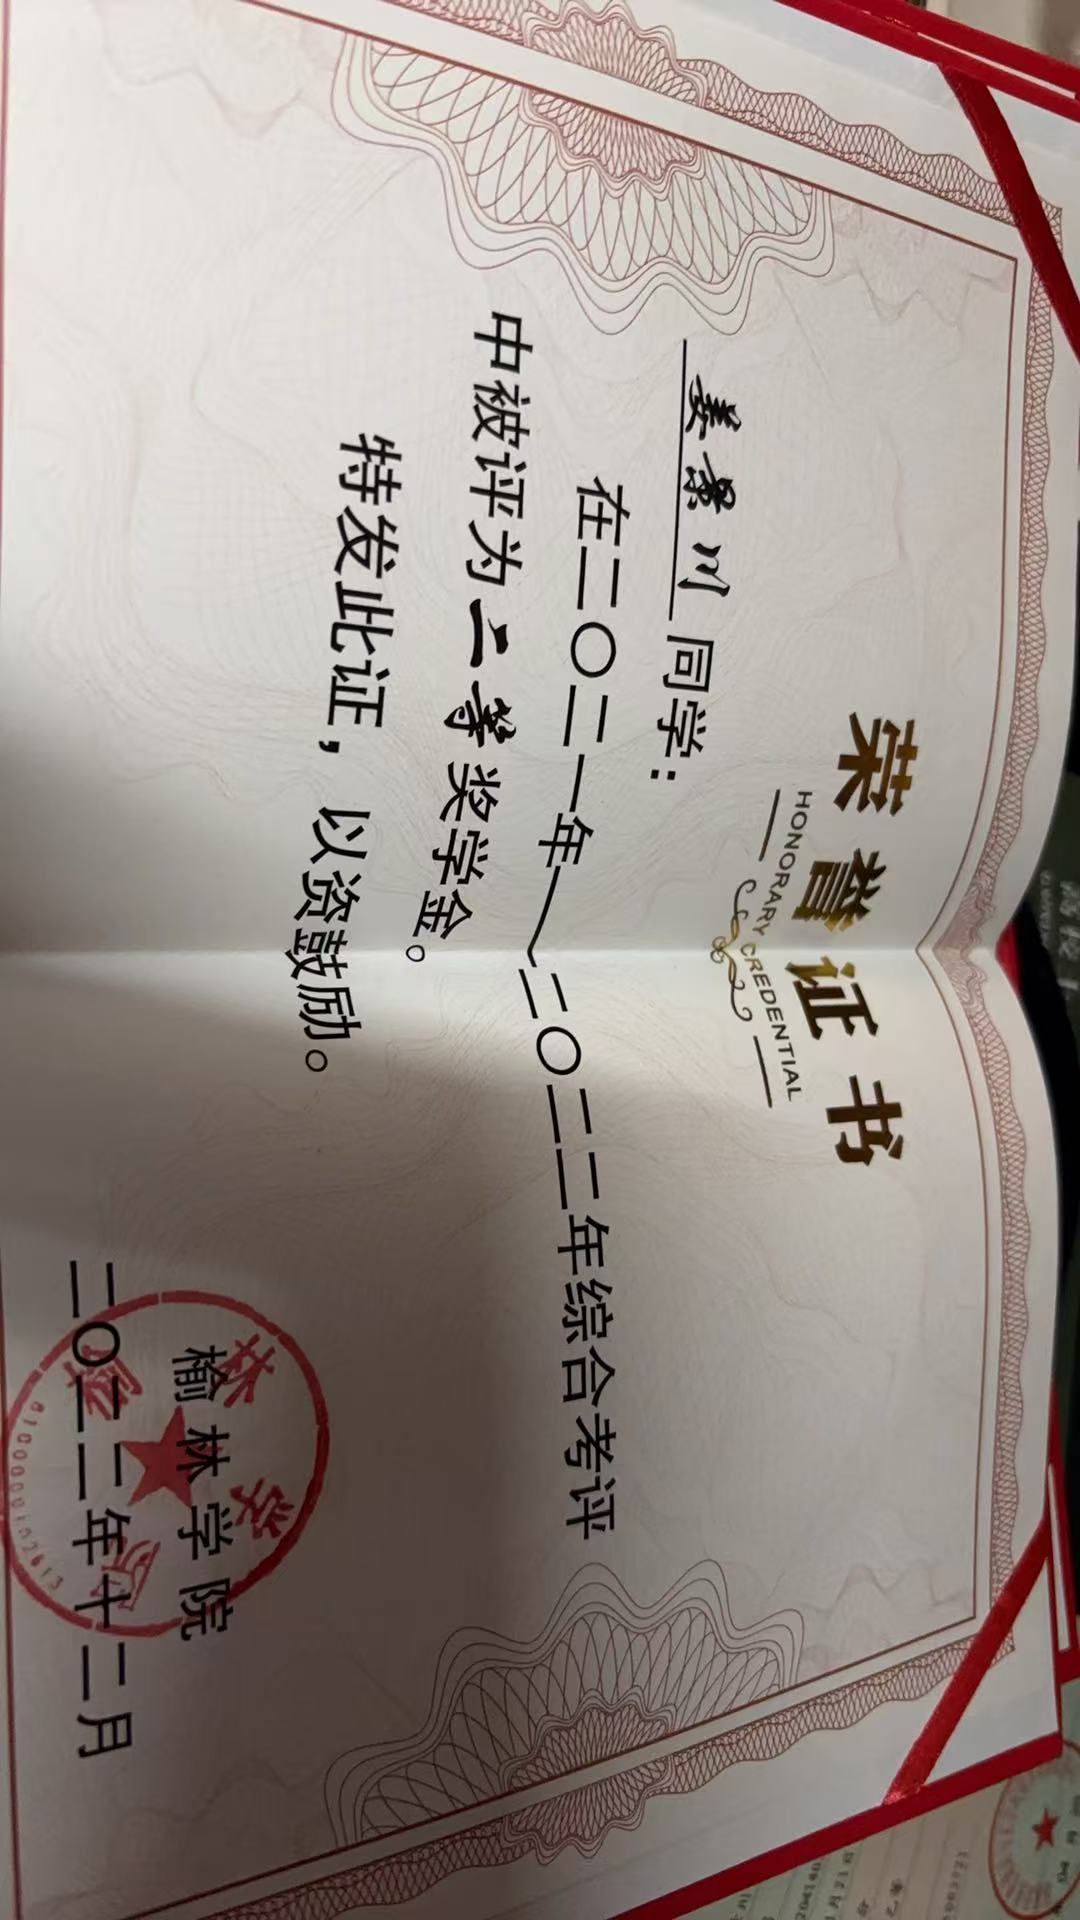 荣誉证书
HONORARY CREDENTIAL
姜景川同学：
在二〇二一年——二〇二二年综合考评
中被评为二等奖学金。
特发此证，以资鼓励。
榆林学院
二〇二二年十二月